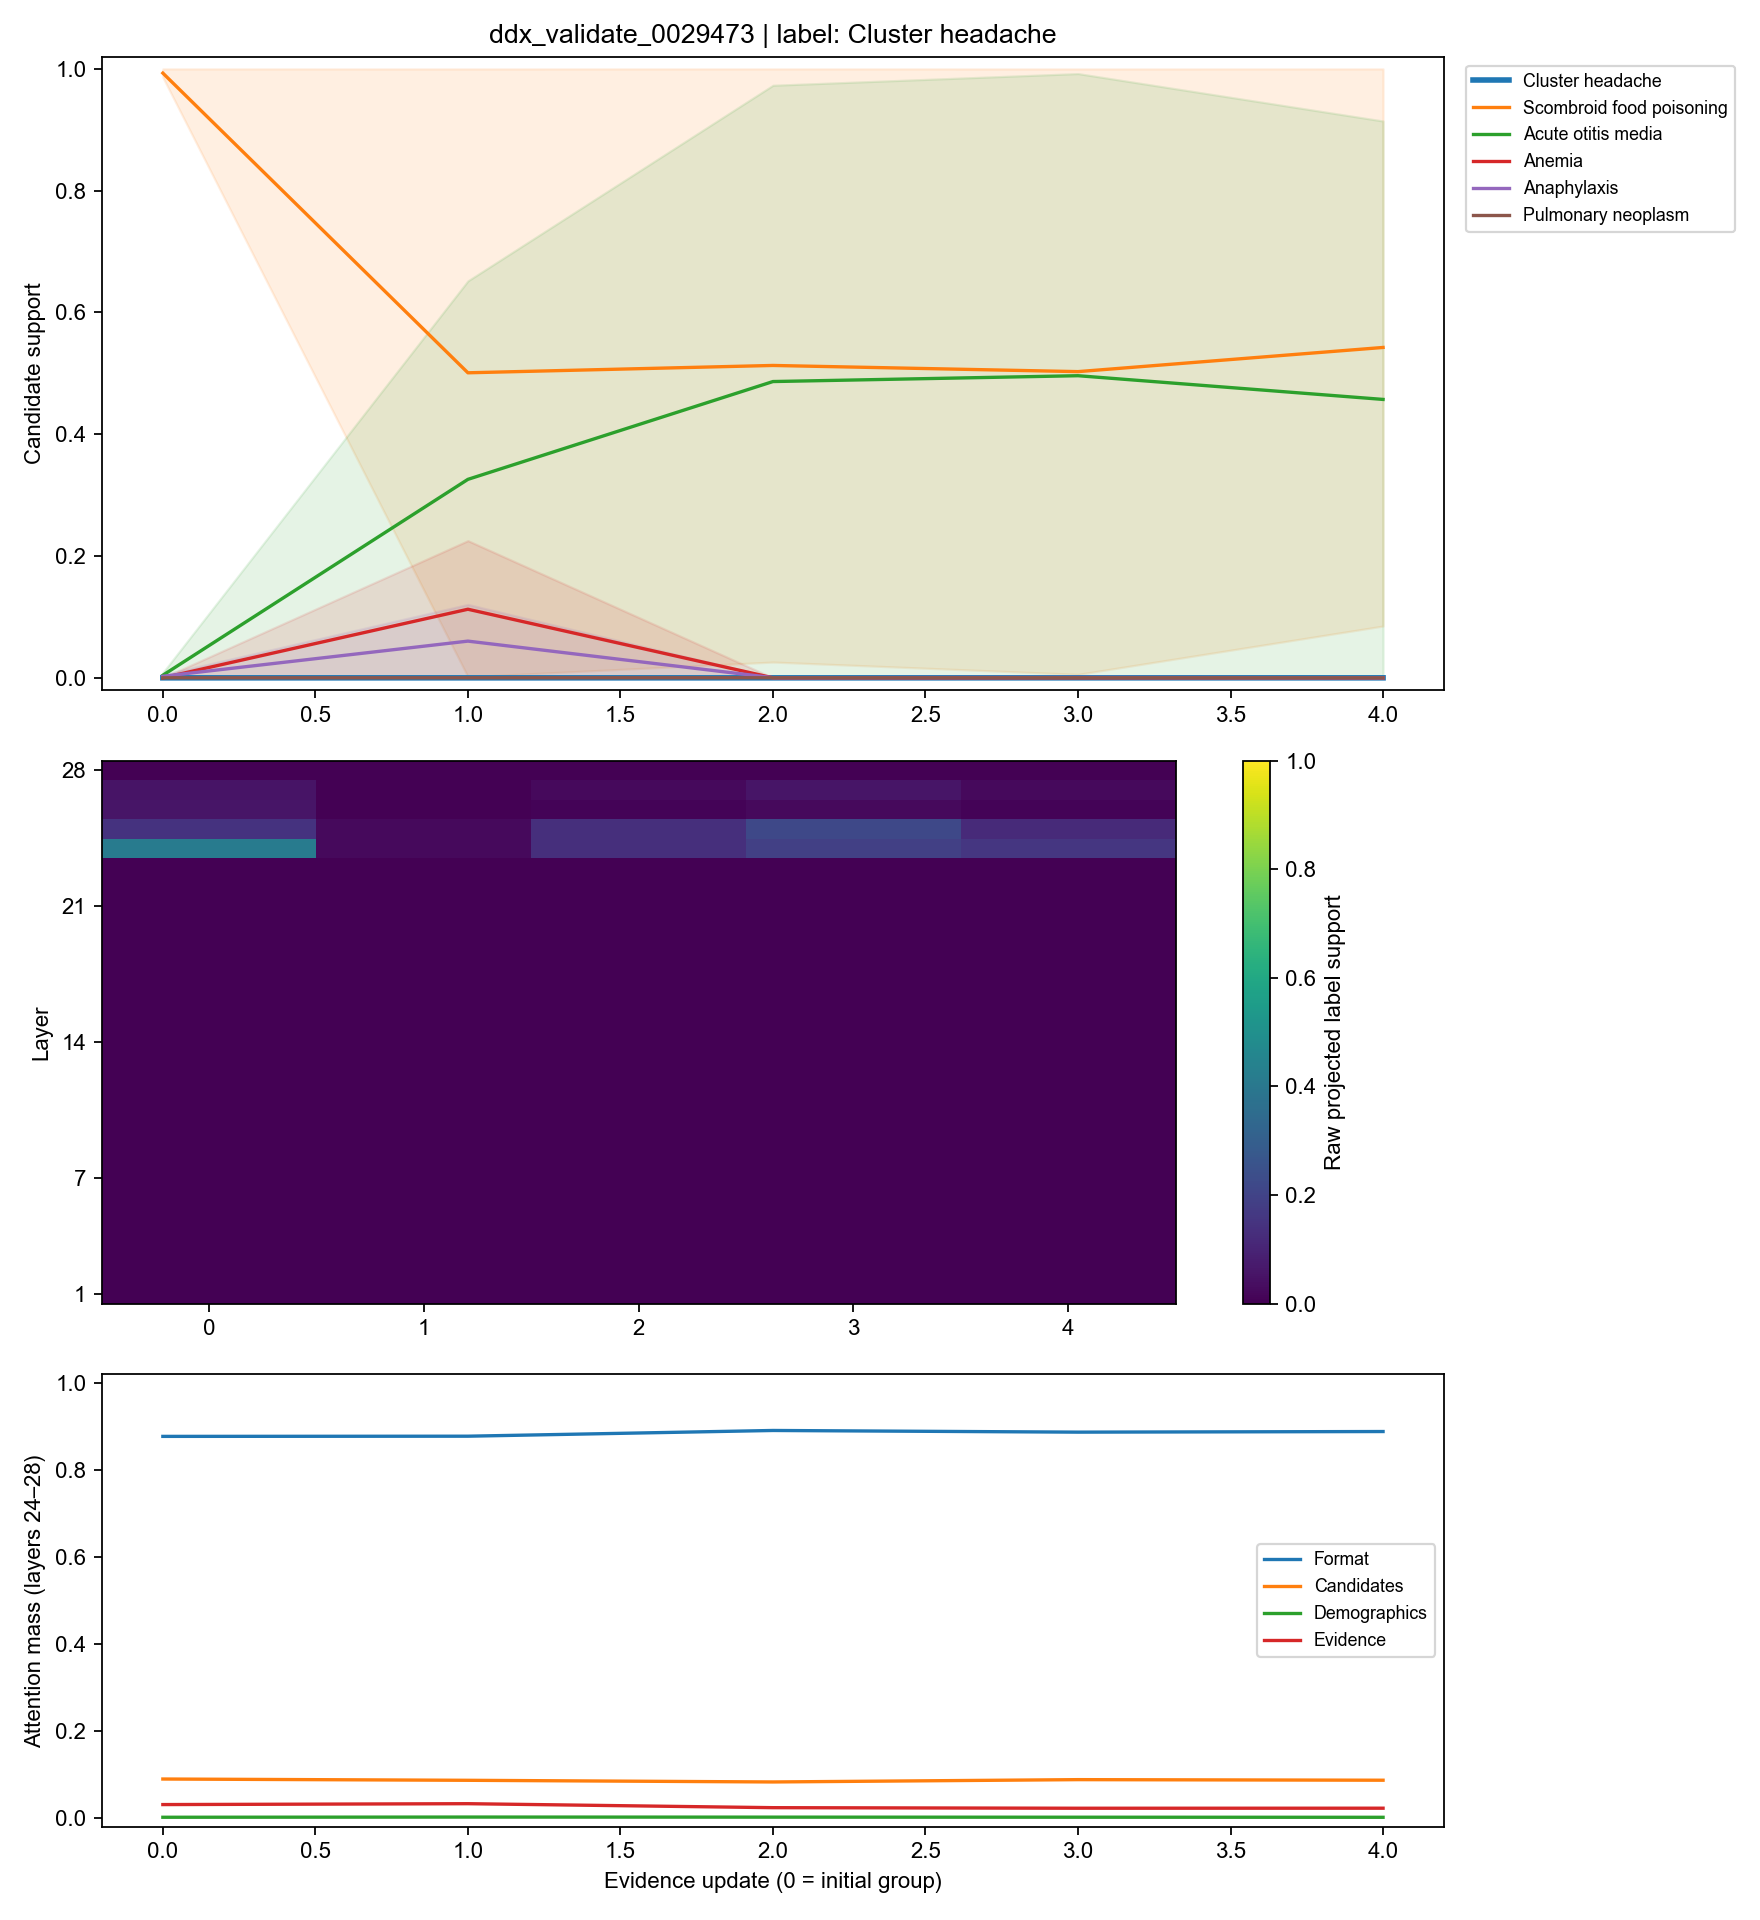 ddx_validate_0029473 | label: Cluster headache
1.0
0.8
0.6
0.4
0.2
0.0
Candidate support
0.0 0.5 1.0 1.5 2.0 2.5 3.0 3.5 4.0
Cluster headache
Scombroid food poisoning
Acute otitis media
Anemia
Anaphylaxis
Pulmonary neoplasm
28
21
14
7
1
Layer
0 1 2 3 4
1.0
0.8
0.6
0.4
0.2
0.0
Raw projected label support
1.0
0.8
0.6
0.4
0.2
0.0
Attention mass (layers 24–28)
Format
Candidates
Demographics
Evidence
0.0 0.5 1.0 1.5 2.0 2.5 3.0 3.5 4.0
Evidence update (0 = initial group)